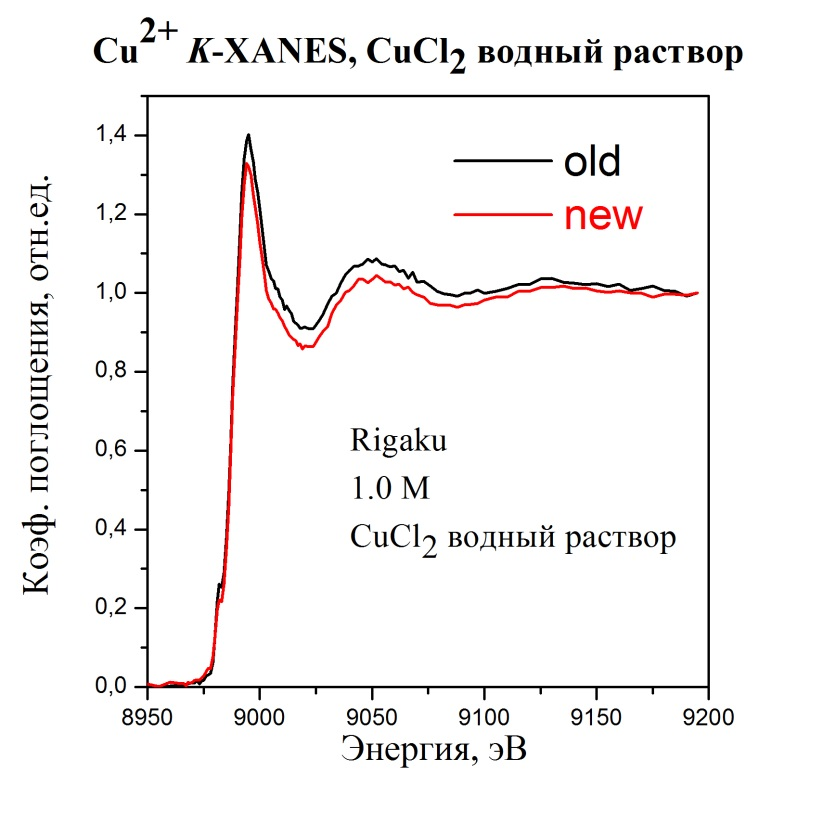 Cu2+ K-XANES, CuCl2 водный раствор
old
new
1,4
1,2
1,0
0,8
0,6
0,4
0,2
0,0
Коэф. поглощения, отн.ед.
Rigaku
1.0 M
CuCl2 водный раствор
8950 9000 9050 9100 9150 9200
Энергия, эВ